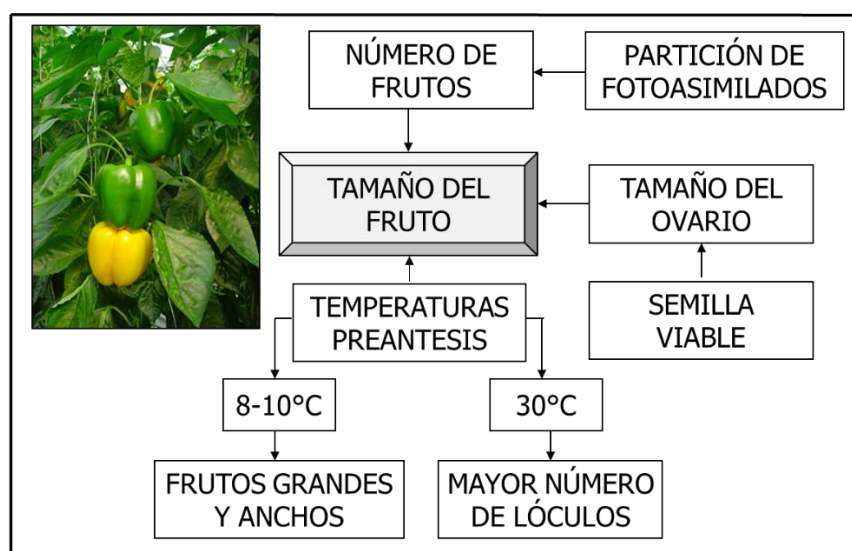 NÚMERO DE
FRUTOS
PARTICIÓN DE
FOTOASIMILADOS
TAMAÑO DEL
FRUTO
TAMAÑO DEL
OVARIO
TEMPERATURAS
PREANTESIS
SEMILLA
VIABLE
8-10°C
30°C
FRUTOS GRANDES
Y ANCHOS
MAYOR NÚMERO
DE LÓCULOS